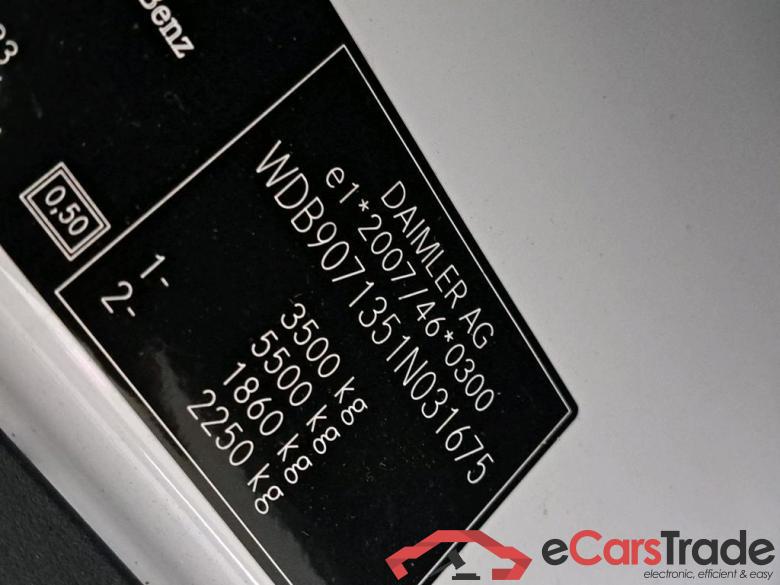 Benz
0,50
DAIMLER AG
e1*2007/46*0300
WDB9071351N031675
3500 kg
5500 kg
1- 1860 kg
2- 2250 kg
eCarsTrade
electronic, efficient & easy